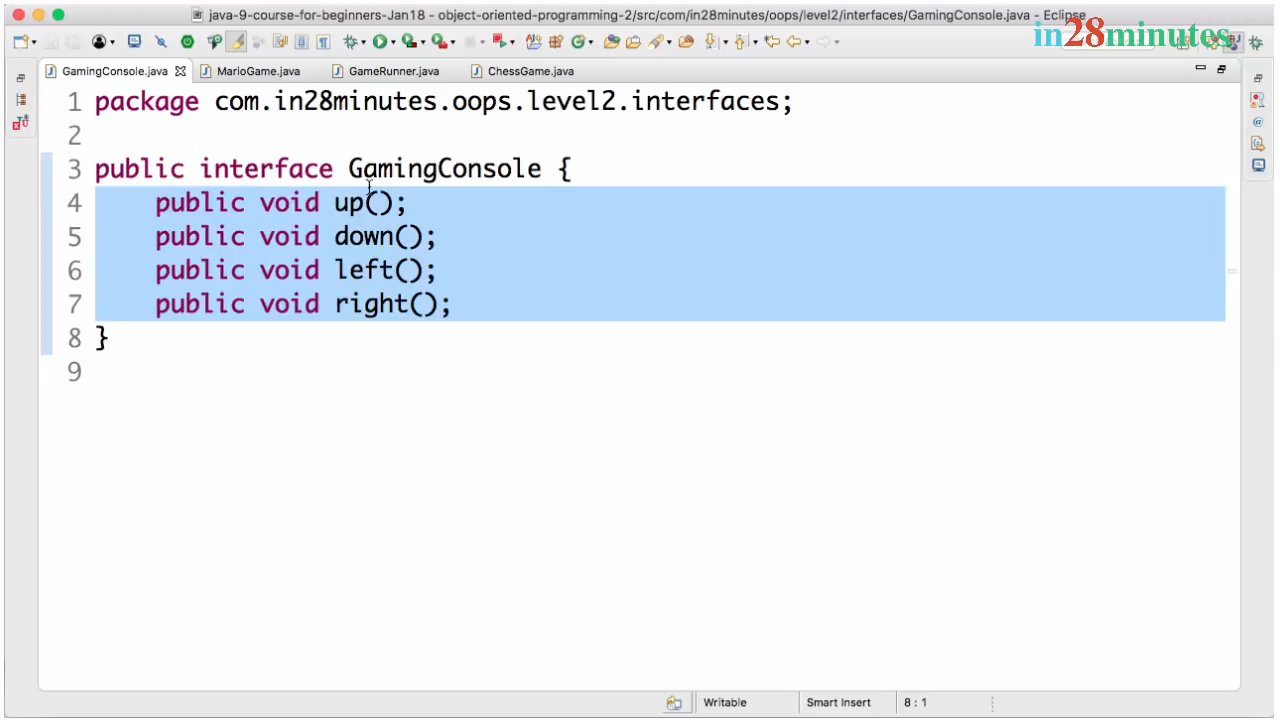 java-9-course-for-beginners-Jan18 - object-oriented-programming-2/src/com/in28minutes/oops/level2/interfaces/GamingConsole.java - Eclipse
in28minutes
GamingConsole.java
MarioGame.java
GameRunner.java
ChessGame.java
1 package com.in28minutes.oops.level2.interfaces;
2
3 public interface GamingConsole {
4 public void up();
5 public void down();
6 public void left();
7 public void right();
8 }
9
Writable
Smart Insert
8 : 1